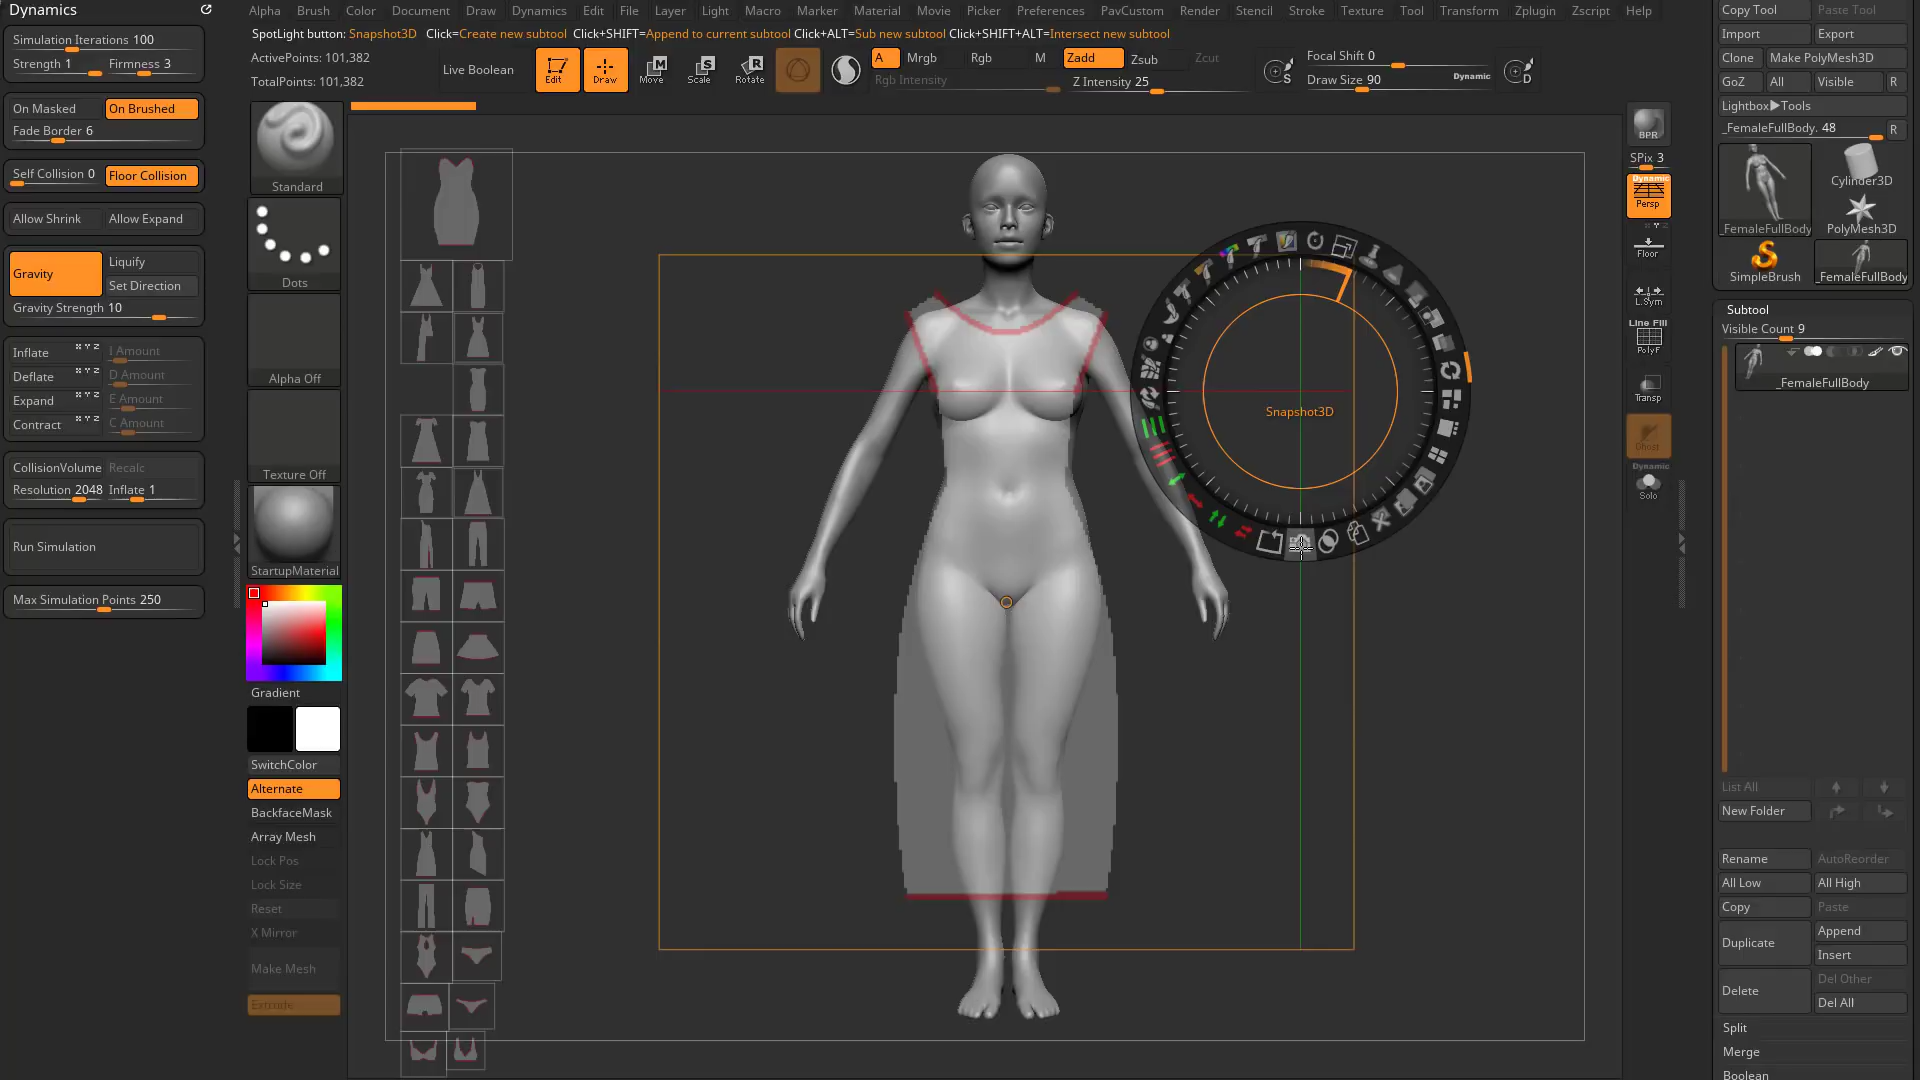 Dynamics
Simulation Iterations 100
Strength 1 Firmness 3
On Masked On Brushed
Fade Border 6
Self Collision 0 Floor Collision
Allow Shrink Allow Expand
Gravity
Liquify
Set Direction
Gravity Strength 10
Inflate X Y Z I Amount
Deflate X Y Z D Amount
Expand X Y Z E Amount
Contract X Y Z C Amount
CollisionVolume Recalc
Resolution 2048 Inflate 1
Run Simulation
Max Simulation Points 250
Alpha Brush Color Document Draw Dynamics Edit File Layer Light Macro Marker Material Movie Picker Preferences PavCustom Render Stencil Stroke Texture Tool Transform Zplugin Zscript Help
SpotLight button: Snapshot3D Click=Create new subtool Click+SHIFT=Append to current subtool Click+ALT=Sub new subtool Click+SHIFT+ALT=Intersect new subtool
ActivePoints: 101,382
TotalPoints: 101,382
Live Boolean
Edit
Draw
M
Move
S
Scale
R
Rotate
A Mrgb Rgb M Zadd Zsub Zcut
Rgb Intensity Z Intensity 25
S
Focal Shift 0
Draw Size 90 Dynamic
D
Standard
Dots
Alpha Off
Texture Off
StartupMaterial
Gradient
SwitchColor
Alternate
BackfaceMask
Array Mesh
Lock Pos
Lock Size
Reset
X Mirror
Make Mesh
Extrude
Snapshot3D
BPR
SPix 3
Dynamic
Persp
Floor
L.Sym
Line Fill
PolyF
Transp
Ghost
Dynamic
Solo
Copy Tool Paste Tool
Import Export
Clone Make PolyMesh3D
GoZ All Visible R
Lightbox▶Tools
_FemaleFullBody. 48 R
_FemaleFullBody
Cylinder3D
PolyMesh3D
SimpleBrush
_FemaleFullBody
Subtool
Visible Count 9
_FemaleFullBody
List All
New Folder
Rename AutoReorder
All Low All High
Copy Paste
Duplicate
Append
Insert
Delete
Del Other
Del All
Split
Merge
Boolean